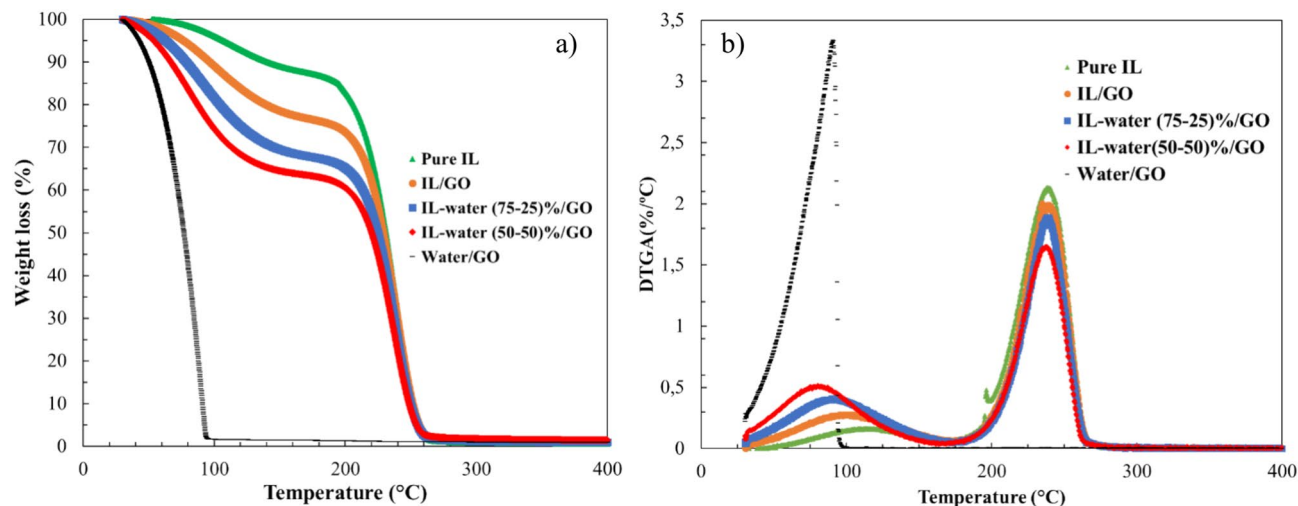 a)
Weight loss (%)
100
90
80
70
60
50
40
30
20
10
0
Pure IL
IL/GO
IL-water (75-25)%/GO
IL-water (50-50)%/GO
Water/GO
0
100
200
300
400
Temperature (°C)
b)
DTGA(%/°C)
3,5
3
2,5
2
1,5
1
0,5
0
Pure IL
IL/GO
IL-water (75-25)%/GO
IL-water(50-50)%/GO
Water/GO
0
100
200
300
400
Temperature (°C)